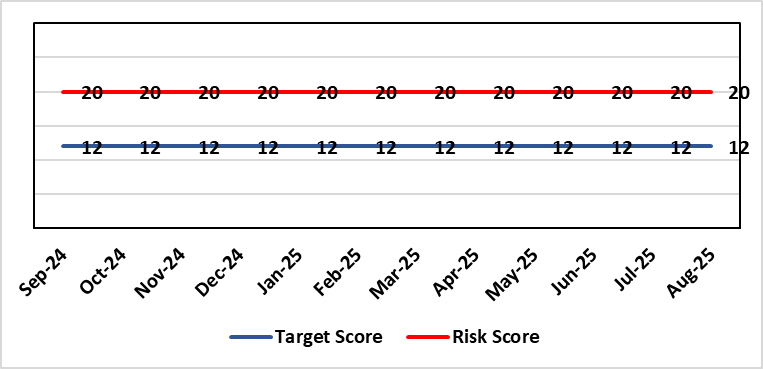 20 20 20 20 20 20 20 20 20 20 20 20
12 12 12 12 12 12 12 12 12 12 12 12
Sep-24 Oct-24 Nov-24 Dec-24 Jan-25 Feb-25 Mar-25 Apr-25 May-25 Jun-25 Jul-25 Aug-25
Target Score Risk Score